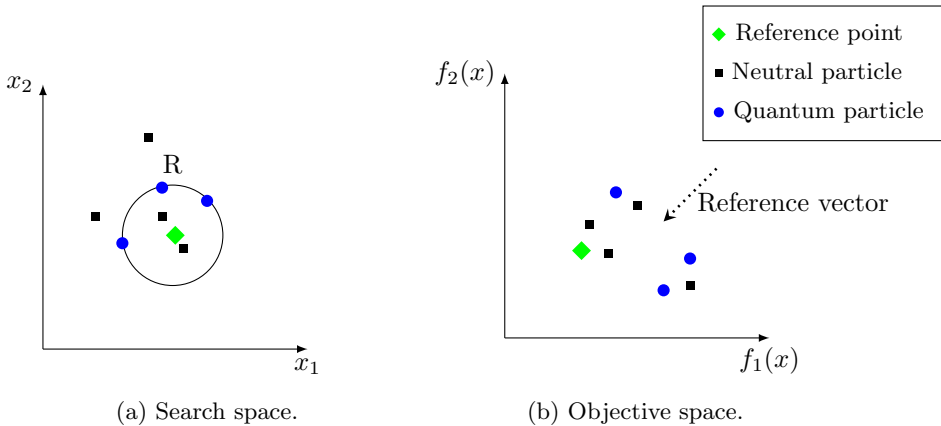 x₂
R
x₁
(a) Search space.
f₂(x)
Reference point
Neutral particle
Quantum particle
Reference vector
f₁(x)
(b) Objective space.